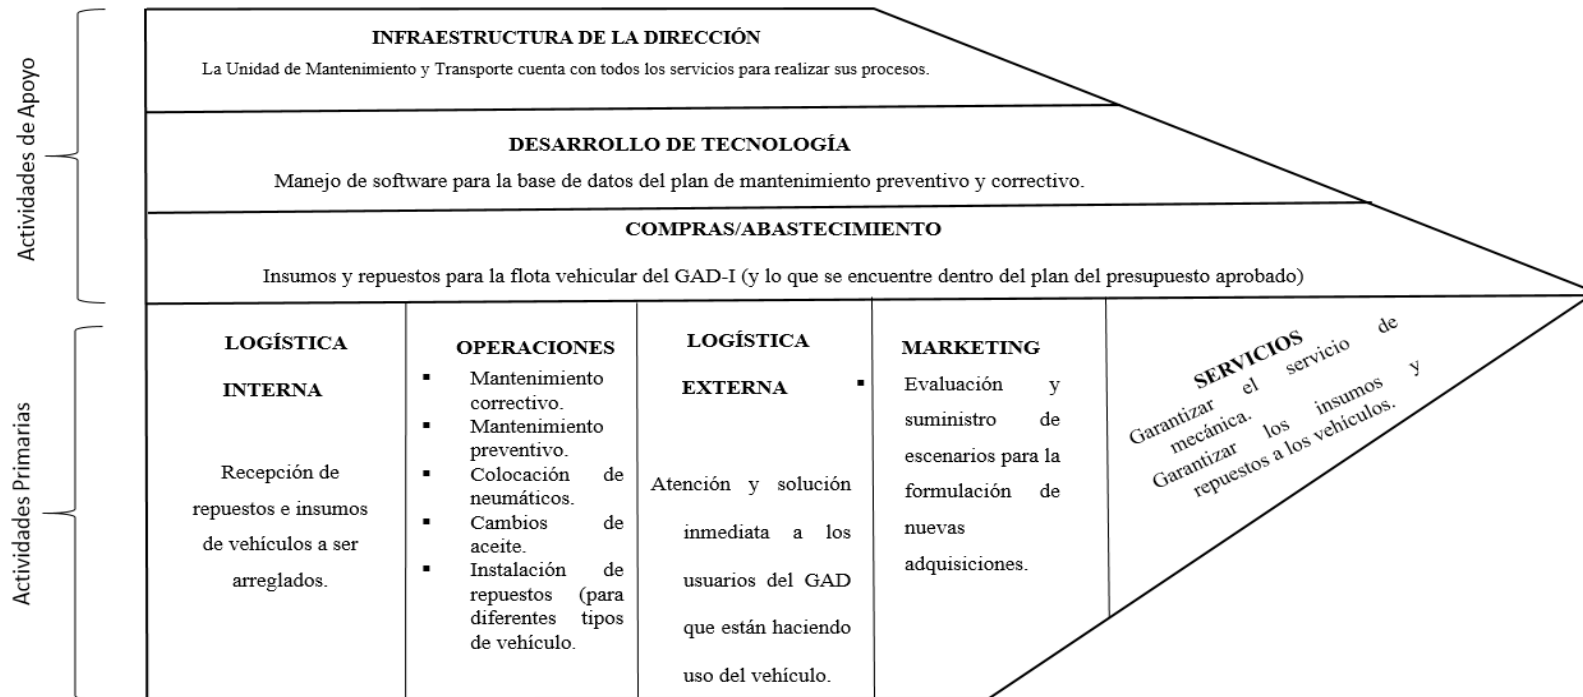 Actividades de Apoyo
INFRAESTRUCTURA DE LA DIRECCIÓN
La Unidad de Mantenimiento y Transporte cuenta con todos los servicios para realizar sus procesos.
DESARROLLO DE TECNOLOGÍA
Manejo de software para la base de datos del plan de mantenimiento preventivo y correctivo.
COMPRAS/ABASTECIMIENTO
Insumos y repuestos para la flota vehicular del GAD-I (y lo que se encuentre dentro del plan del presupuesto aprobado)
Actividades Primarias
LOGÍSTICA
INTERNA
Recepción de
repuestos e insumos
de vehículos a ser
arreglados.
OPERACIONES
▪ Mantenimiento
correctivo.
▪ Mantenimiento
preventivo.
▪ Colocación de
neumáticos.
▪ Cambios de
aceite.
▪ Instalación de
repuestos (para
diferentes tipos
de vehículo.
LOGÍSTICA
EXTERNA
Atención y solución
inmediata a los
usuarios del GAD
que están haciendo
uso del vehículo.
MARKETING
▪ Evaluación y
suministro de
escenarios para la
formulación de
nuevas
adquisiciones.
SERVICIOS
Garantizar el servicio de
mecánica.
Garantizar los insumos y
repuestos a los vehículos.